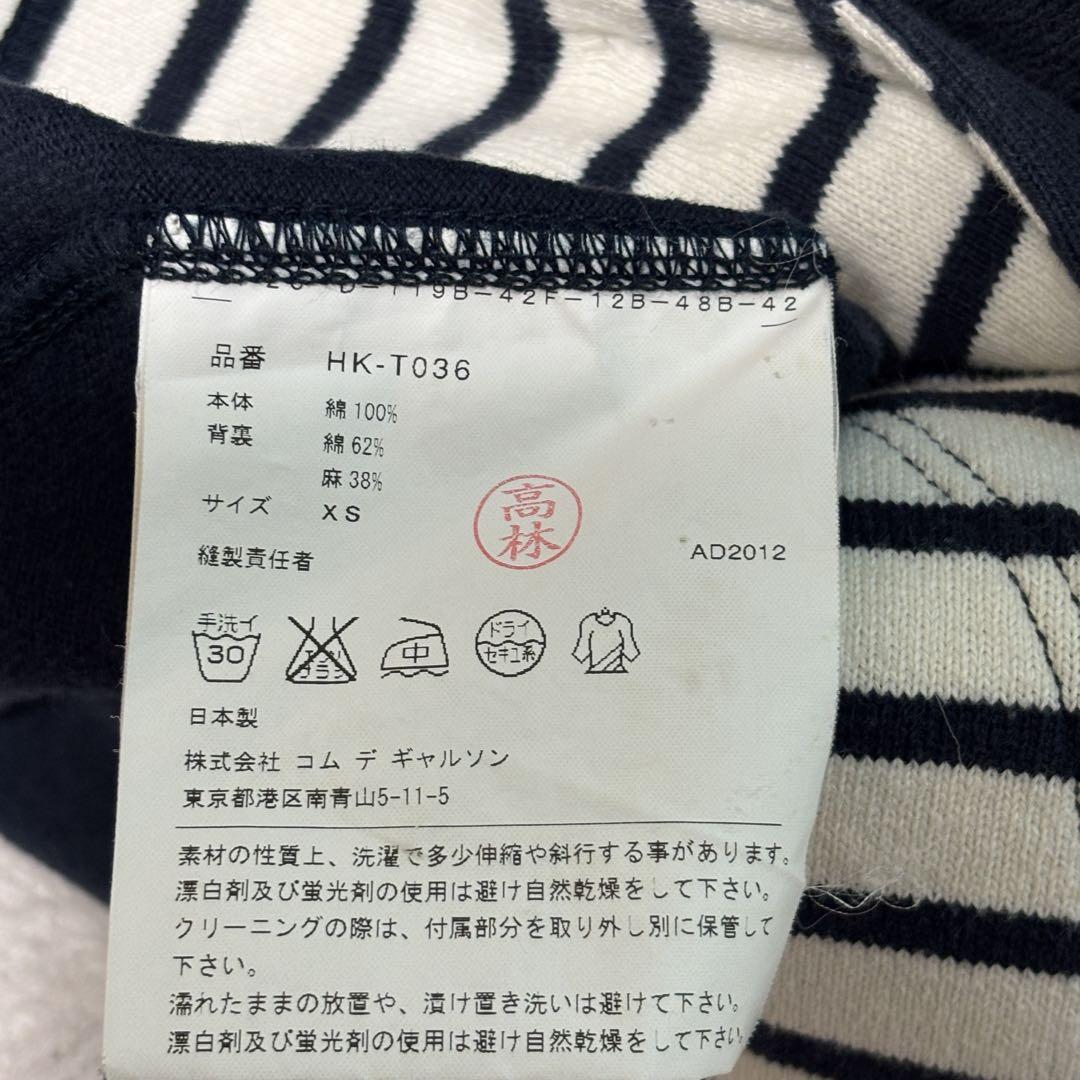 D-119B-42F-12B-48B-42
品番 HK-T036
本体 綿 100%
背裏 綿 62%
麻 38%
サイズ XS
高林
縫製責任者 AD2012
手洗イ 30 中 ドライ セキユ系
日本製
株式会社 コム デ ギャルソン
東京都港区南青山5-11-5
素材の性質上、洗濯で多少伸縮や斜行する事があります。
漂白剤及び蛍光剤の使用は避け自然乾燥をして下さい。
クリーニングの際は、付属部分を取り外し別に保管して
下さい。
濡れたままの放置や、漬け置き洗いは避けて下さい。
漂白剤及び蛍光剤の使用は避け自然乾燥をして下さい